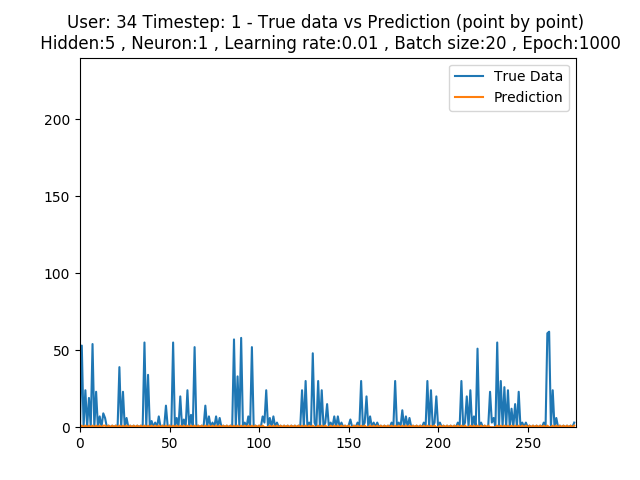 User: 34 Timestep: 1 - True data vs Prediction (point by point)
Hidden:5 , Neuron:1 , Learning rate:0.01 , Batch size:20 , Epoch:1000
True Data
Prediction
200
150
100
50
0
0 50 100 150 200 250